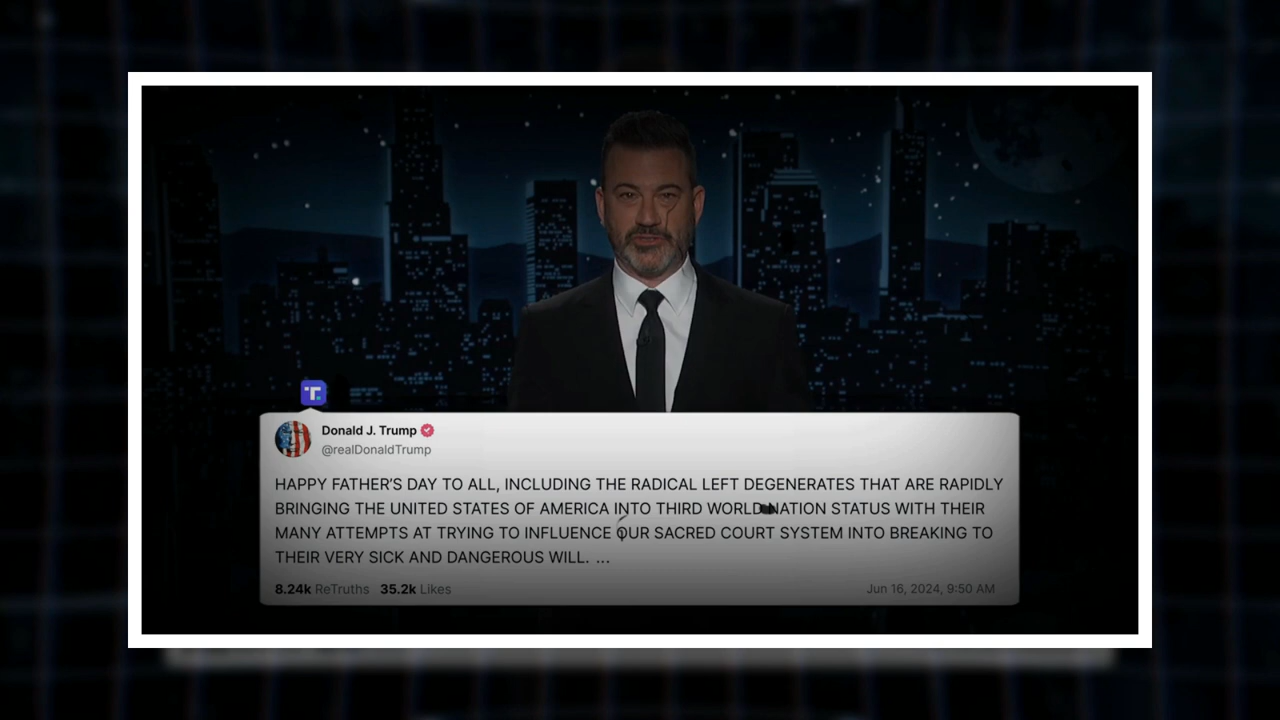 T.
Donald J. Trump
@realDonaldTrump
HAPPY FATHER'S DAY TO ALL, INCLUDING THE RADICAL LEFT DEGENERATES THAT ARE RAPIDLY
BRINGING THE UNITED STATES OF AMERICA INTO THIRD WORLD NATION STATUS WITH THEIR
MANY ATTEMPTS AT TRYING TO INFLUENCE OUR SACRED COURT SYSTEM INTO BREAKING TO
THEIR VERY SICK AND DANGEROUS WILL. ...
8.24k ReTruths 35.2k Likes Jun 16, 2024, 9:50 AM